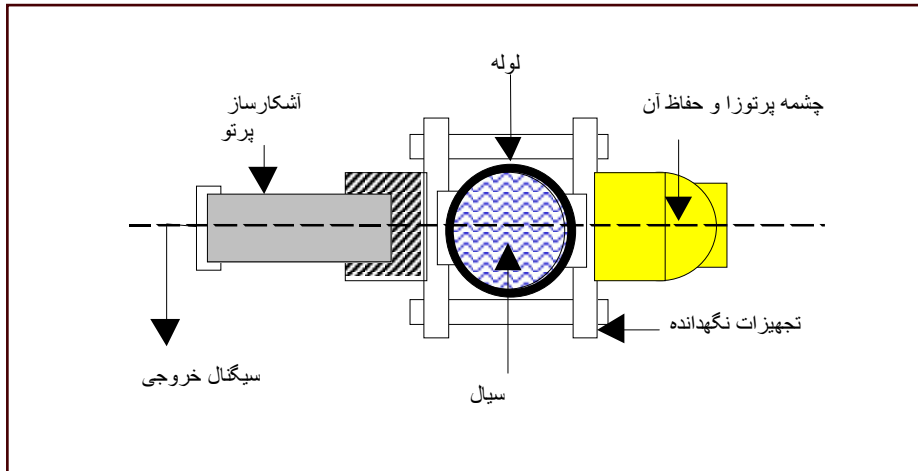 لوله
چشمه پرتوزا و حفاظ آن
آشکارساز
پرتو
تجهیزات نگهدانده
سیگنال خروجی
سیال